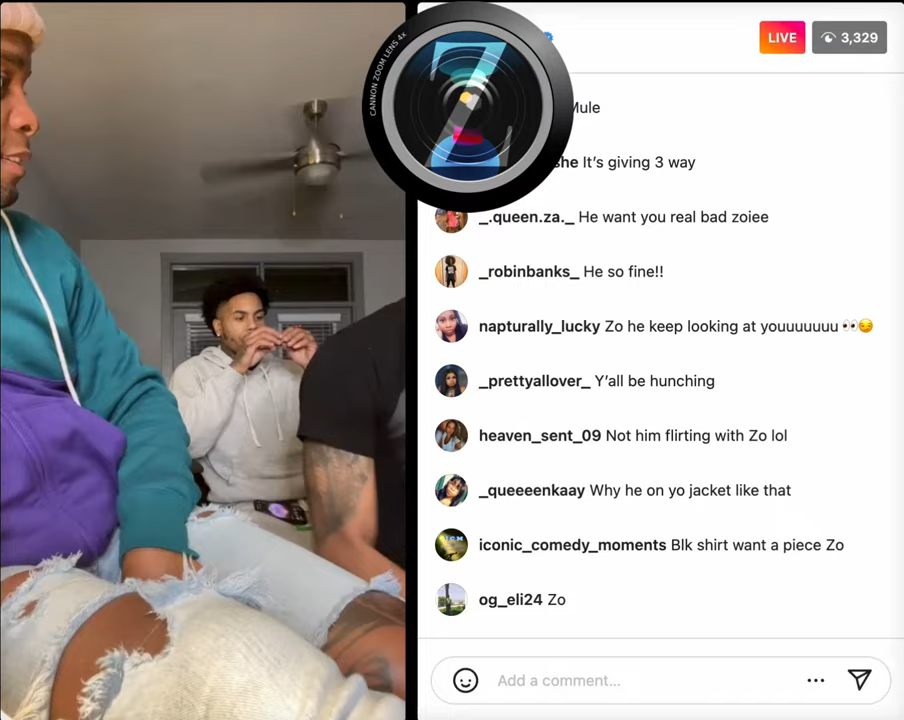 CANNON ZOOM LENS 4x
LIVE 3,329
Mule
she It’s giving 3 way
_.queen.za._ He want you real bad zoiee
_robinbanks_ He so fine!!
napturally_lucky Zo he keep looking at youuuuuuu 👀😏
_prettyallover_ Y’all be hunching
heaven_sent_09 Not him flirting with Zo lol
_queeeenkaay Why he on yo jacket like that
iconic_comedy_moments Blk shirt want a piece Zo
og_eli24 Zo
Add a comment...